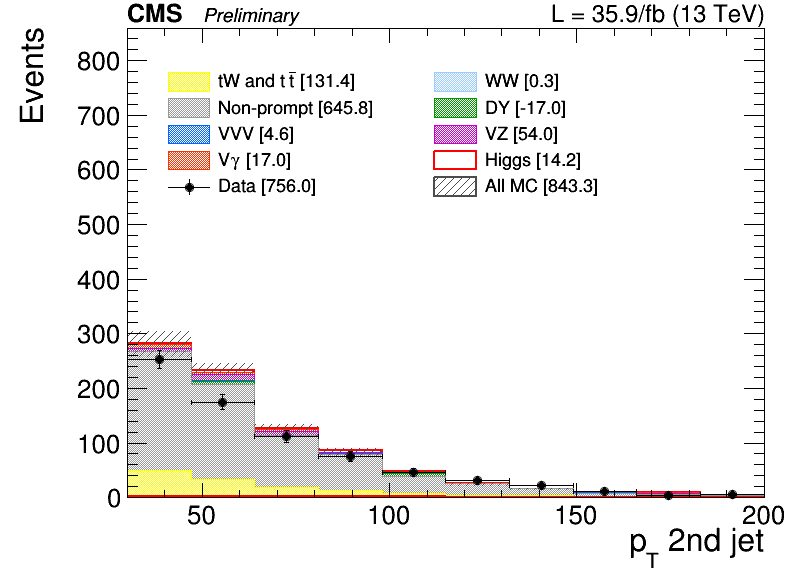 CMS Preliminary L = 35.9/fb (13 TeV)
Events
800
700
600
500
400
300
200
100
0
tW and t t̄ [131.4] WW [0.3]
Non-prompt [645.8] DY [-17.0]
VVV [4.6] VZ [54.0]
Vγ [17.0] Higgs [14.2]
Data [756.0] All MC [843.3]
50 100 150 200
p_T 2nd jet